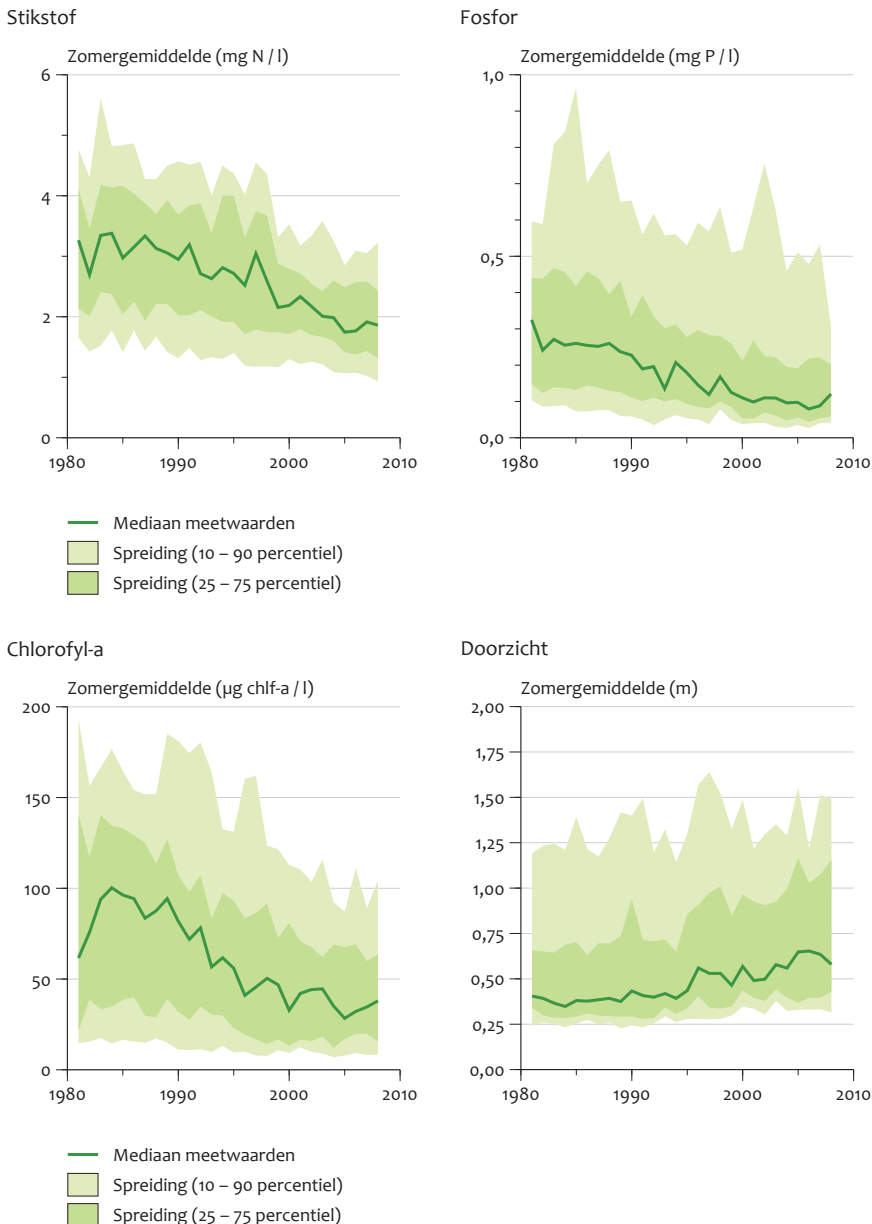 Stikstof
Zomergemiddelde (mg N / l)
6
4
2
0
1980
1990
2000
2010
Fosfor
Zomergemiddelde (mg P / l)
1,0
0,5
0,0
1980
1990
2000
2010
Mediaan meetwaarden
Spreiding (10 – 90 percentiel)
Spreiding (25 – 75 percentiel)
Chlorofyl-a
Zomergemiddelde (µg chlf-a / l)
200
150
100
50
0
1980
1990
2000
2010
Doorzicht
Zomergemiddelde (m)
2,00
1,75
1,50
1,25
1,00
0,75
0,50
0,25
0,00
1980
1990
2000
2010
Mediaan meetwaarden
Spreiding (10 – 90 percentiel)
Spreiding (25 – 75 percentiel)